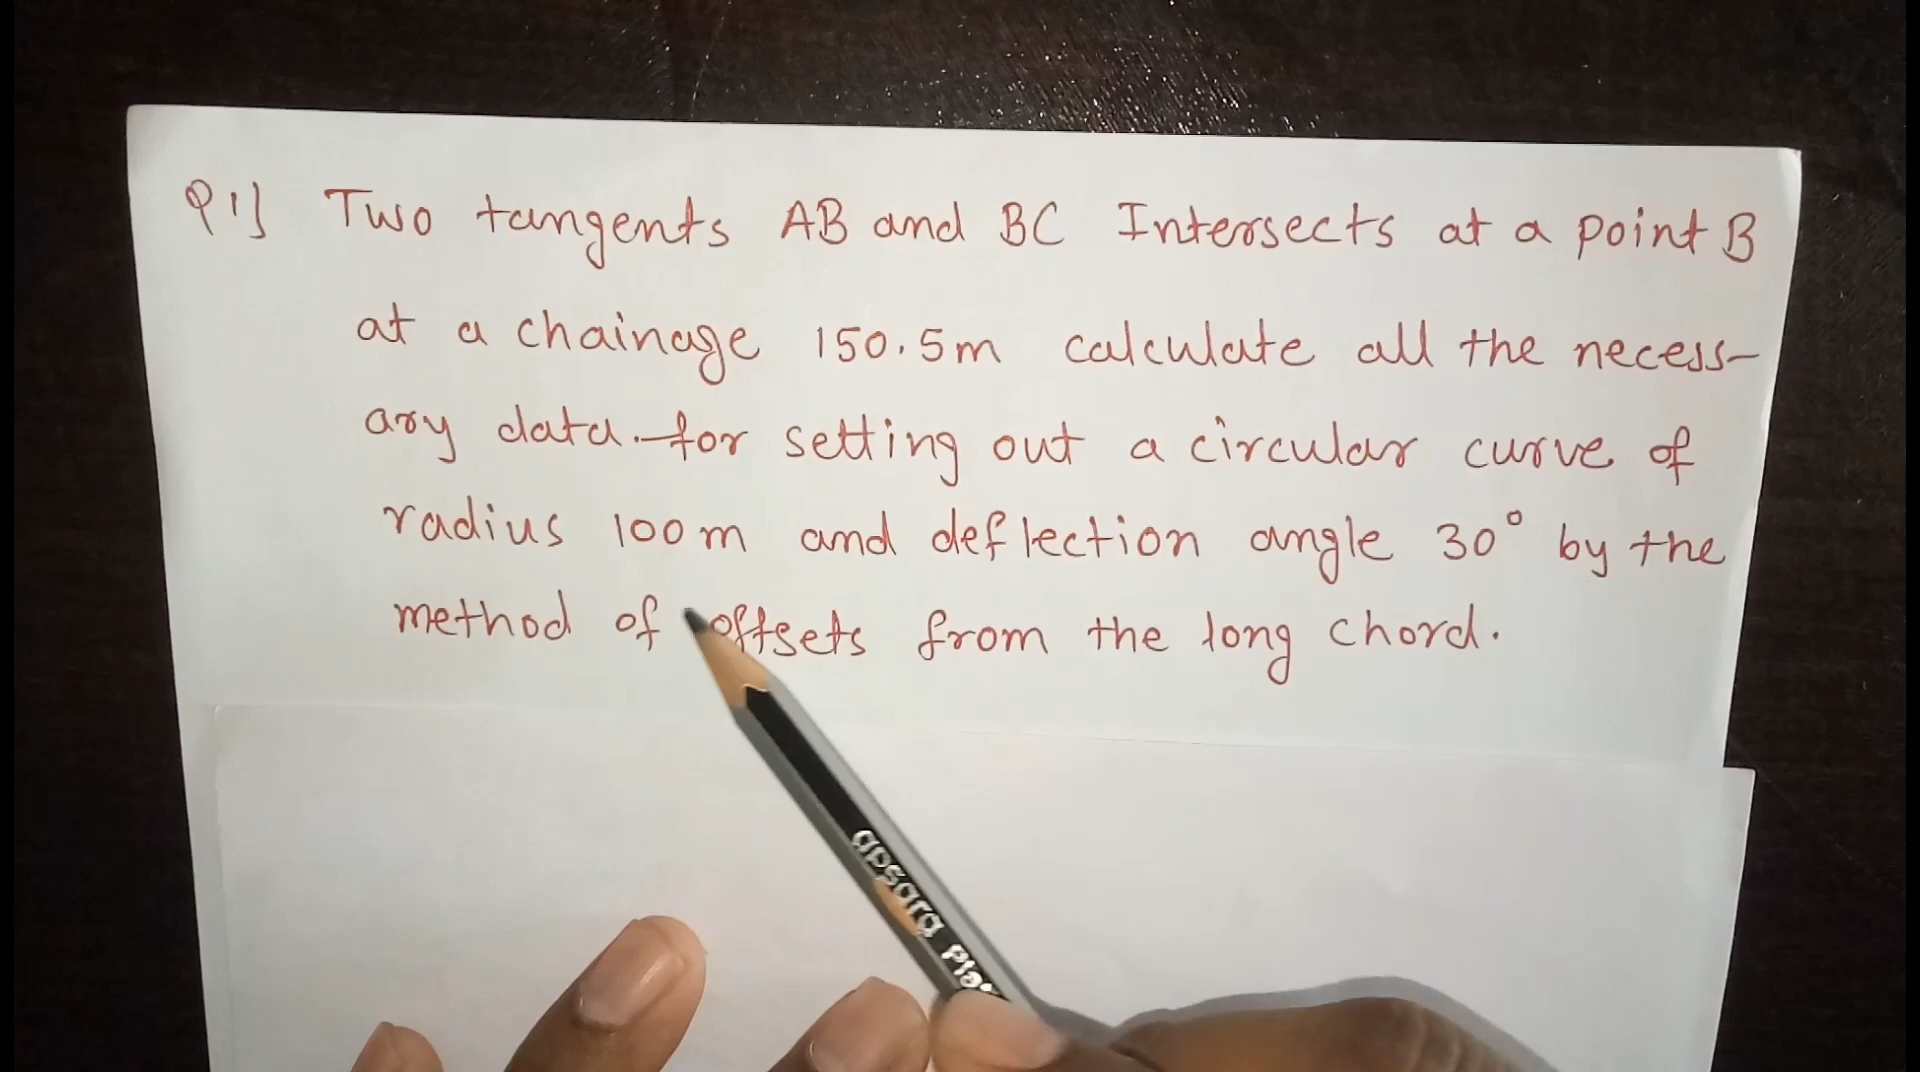 Q1] Two tangents AB and BC Intersects at a point B
at a chainage 150.5m calculate all the necess-
ary data for setting out a circular curve of
radius 100m and deflection angle 30° by the
method of offsets from the long chord.
apsara Pla